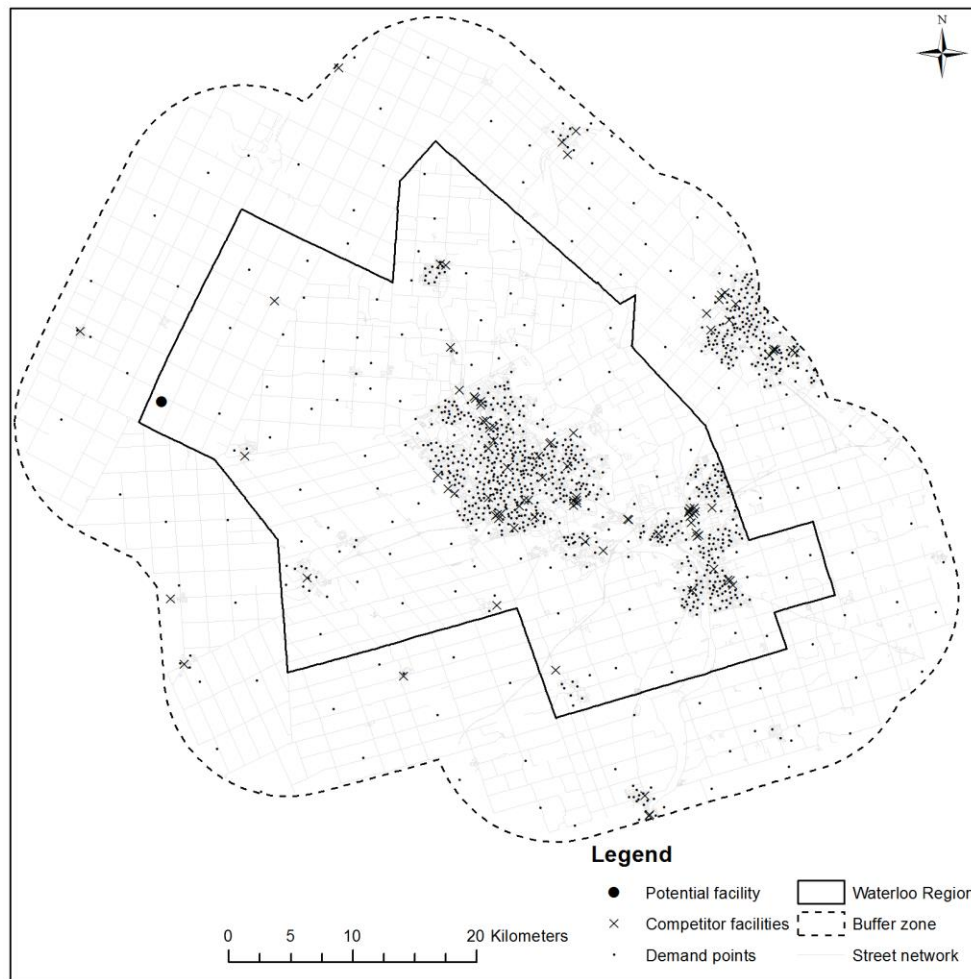 N
Legend
Potential facility
Waterloo Region
Competitor facilities
Buffer zone
Demand points
Street network
0 5 10 20 Kilometers